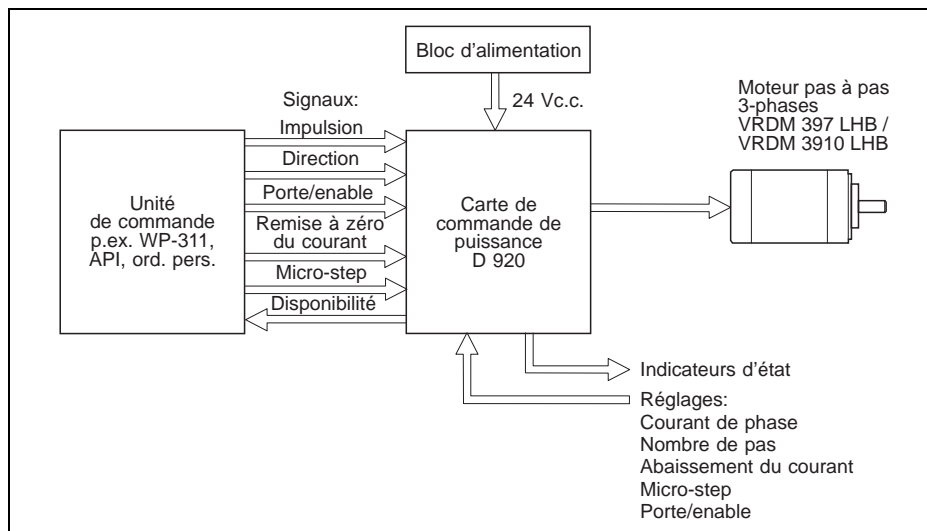 Bloc d'alimentation
24 Vc.c.
Signaux:
Impulsion
Direction
Porte/enable
Remise à zéro
du courant
Micro-step
Disponibilité
Unité
de commande
p.ex. WP-311,
API, ord. pers.
Carte de
commande de
puissance
D 920
Moteur pas à pas
3-phases
VRDM 397 LHB /
VRDM 3910 LHB
Indicateurs d'état
Réglages:
Courant de phase
Nombre de pas
Abaissement du courant
Micro-step
Porte/enable